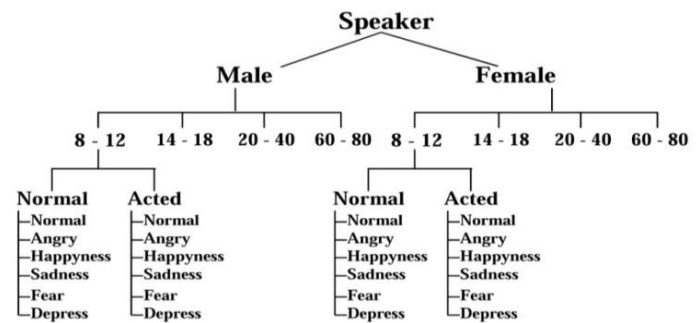 Speaker
Male Female
8 - 12 14 - 18 20 - 40 60 - 80 8 - 12 14 - 18 20 - 40 60 - 80
Normal Acted Normal Acted
Normal Normal Normal Normal
Angry Angry Angry Angry
Happyness Happyness Happyness Happyness
Sadness Sadness Sadness Sadness
Fear Fear Fear Fear
Depress Depress Depress Depress